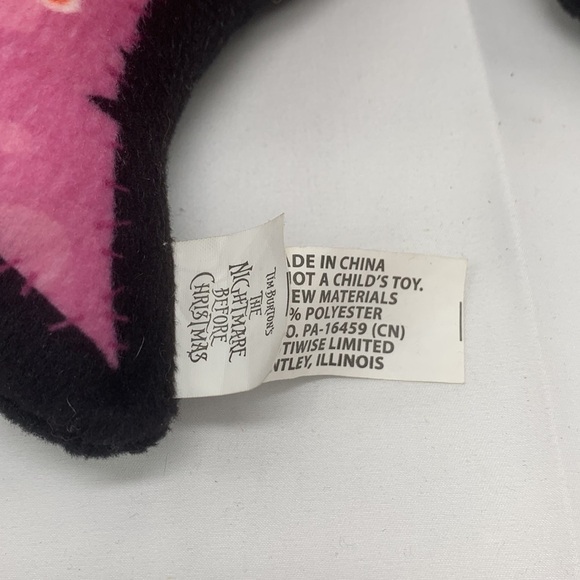 TIM BURTON'S
THE
NIGHTMARE
BEFORE
CHRISTMAS
DE IN CHINA
OT A CHILD'S TOY.
EW MATERIALS
% POLYESTER
O. PA-16459 (CN)
TIWISE LIMITED
NTLEY, ILLINOIS